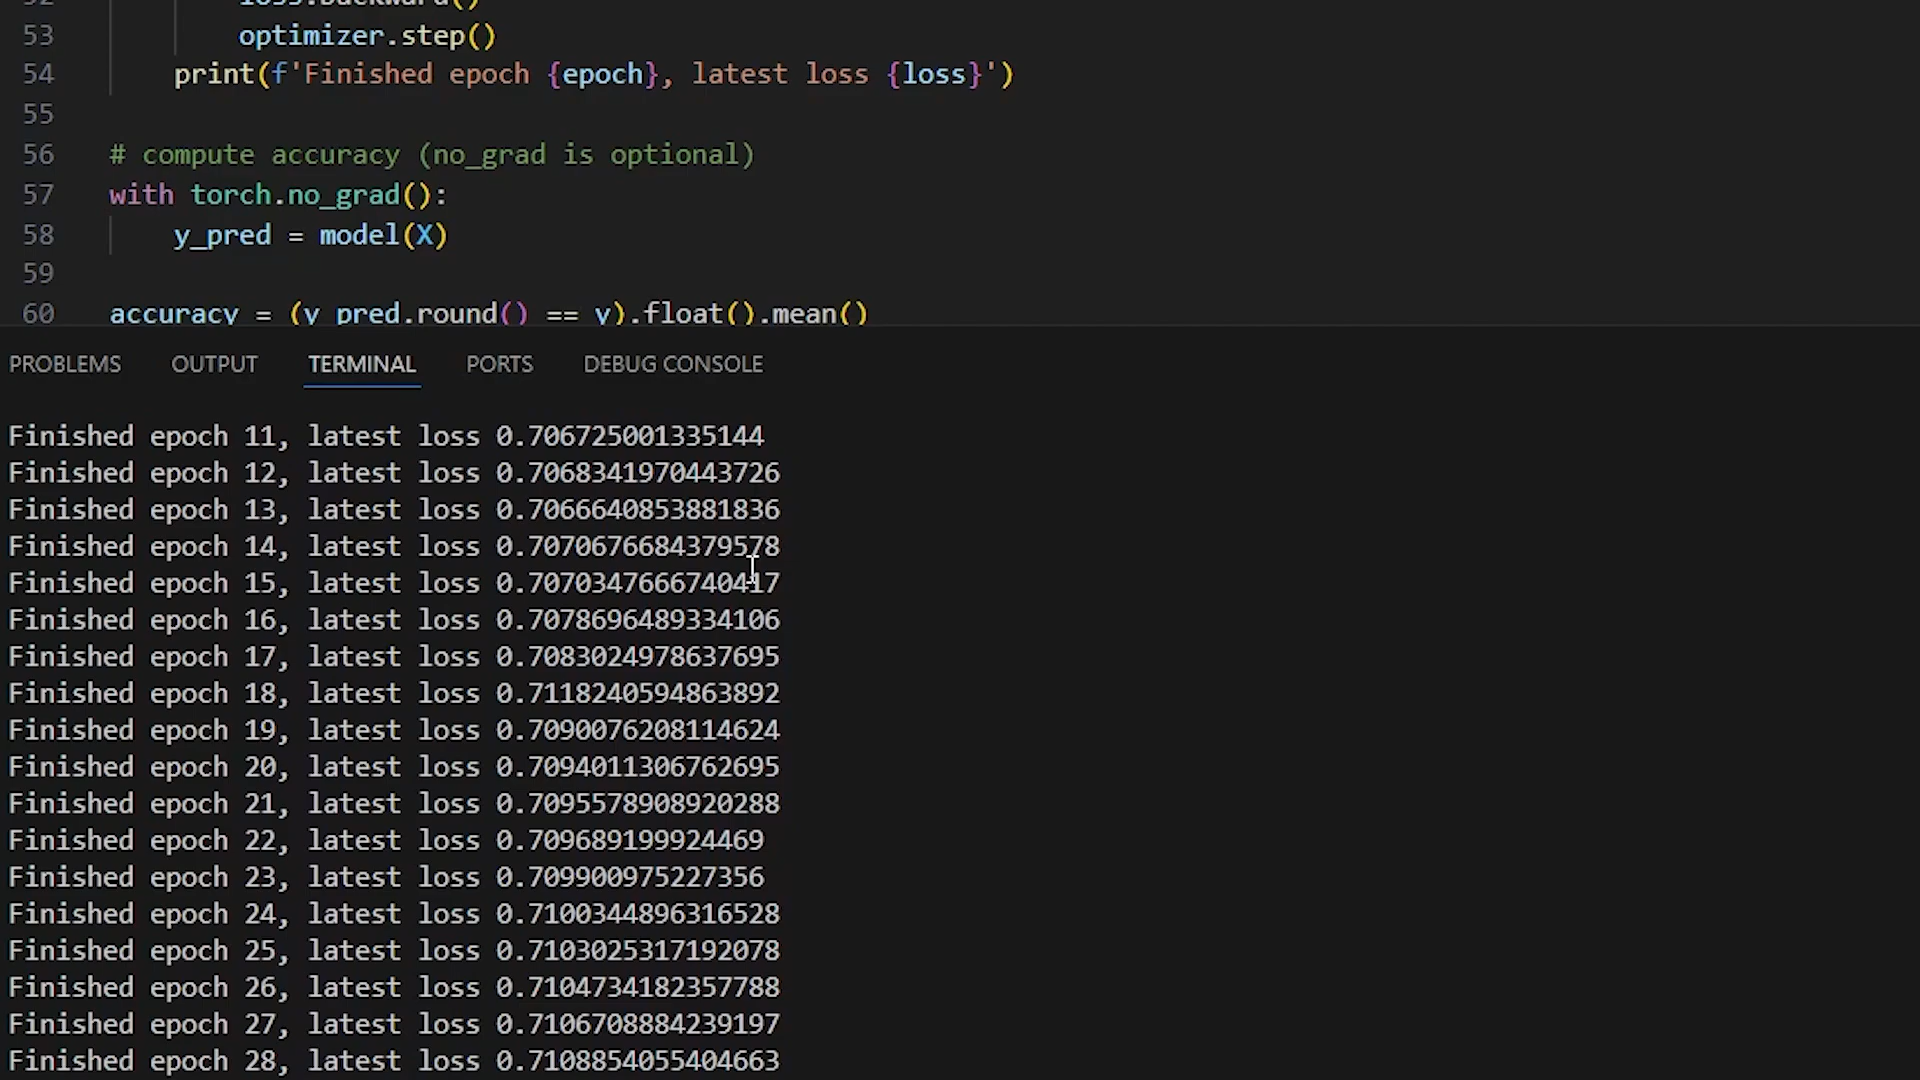 52 loss.backward()
53 optimizer.step()
54 print(f'Finished epoch {epoch}, latest loss {loss}')
55
56 # compute accuracy (no_grad is optional)
57 with torch.no_grad():
58 y_pred = model(X)
59
60 accuracy = (y_pred.round() == y).float().mean()
PROBLEMS OUTPUT TERMINAL PORTS DEBUG CONSOLE
Finished epoch 11, latest loss 0.706725001335144
Finished epoch 12, latest loss 0.7068341970443726
Finished epoch 13, latest loss 0.7066640853881836
Finished epoch 14, latest loss 0.7070676684379578
Finished epoch 15, latest loss 0.7070347666740417
Finished epoch 16, latest loss 0.7078696489334106
Finished epoch 17, latest loss 0.7083024978637695
Finished epoch 18, latest loss 0.7118240594863892
Finished epoch 19, latest loss 0.7090076208114624
Finished epoch 20, latest loss 0.7094011306762695
Finished epoch 21, latest loss 0.7095578908920288
Finished epoch 22, latest loss 0.709689199924469
Finished epoch 23, latest loss 0.709900975227356
Finished epoch 24, latest loss 0.7100344896316528
Finished epoch 25, latest loss 0.7103025317192078
Finished epoch 26, latest loss 0.7104734182357788
Finished epoch 27, latest loss 0.7106708884239197
Finished epoch 28, latest loss 0.7108854055404663